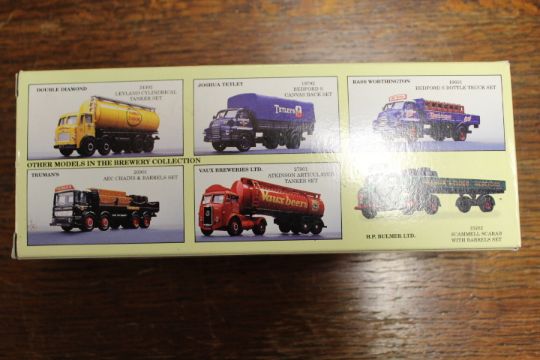 DOUBLE DIAMOND
LEYLAND CYLINDRICAL
TANKER SET
JOSHUA TETLEY
19792
BEDFORD S
CANVAS BACK SET
BASS WORTHINGTON
BEDFORD S BOTTLE TRUCK SET
OTHER MODELS IN THE BREWERY COLLECTION
TRUMAN'S
AEC CHAINS & BARRELS SET
VAUX BREWERIES LTD.
27901
ATKINSON ARTICULATED
TANKER SET
Vaux beers
H.P. BULMER LTD.
SCAMMELL SCARAB
WITH BARRELS SET